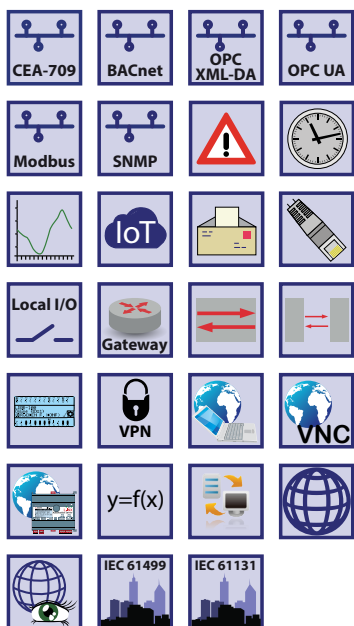 CEA-709
BACnet
OPC
XML-DA
OPC UA
Modbus
SNMP
IoT
Local I/O
Gateway
VPN
VNC
y=f(x)
IEC 61499
IEC 61131